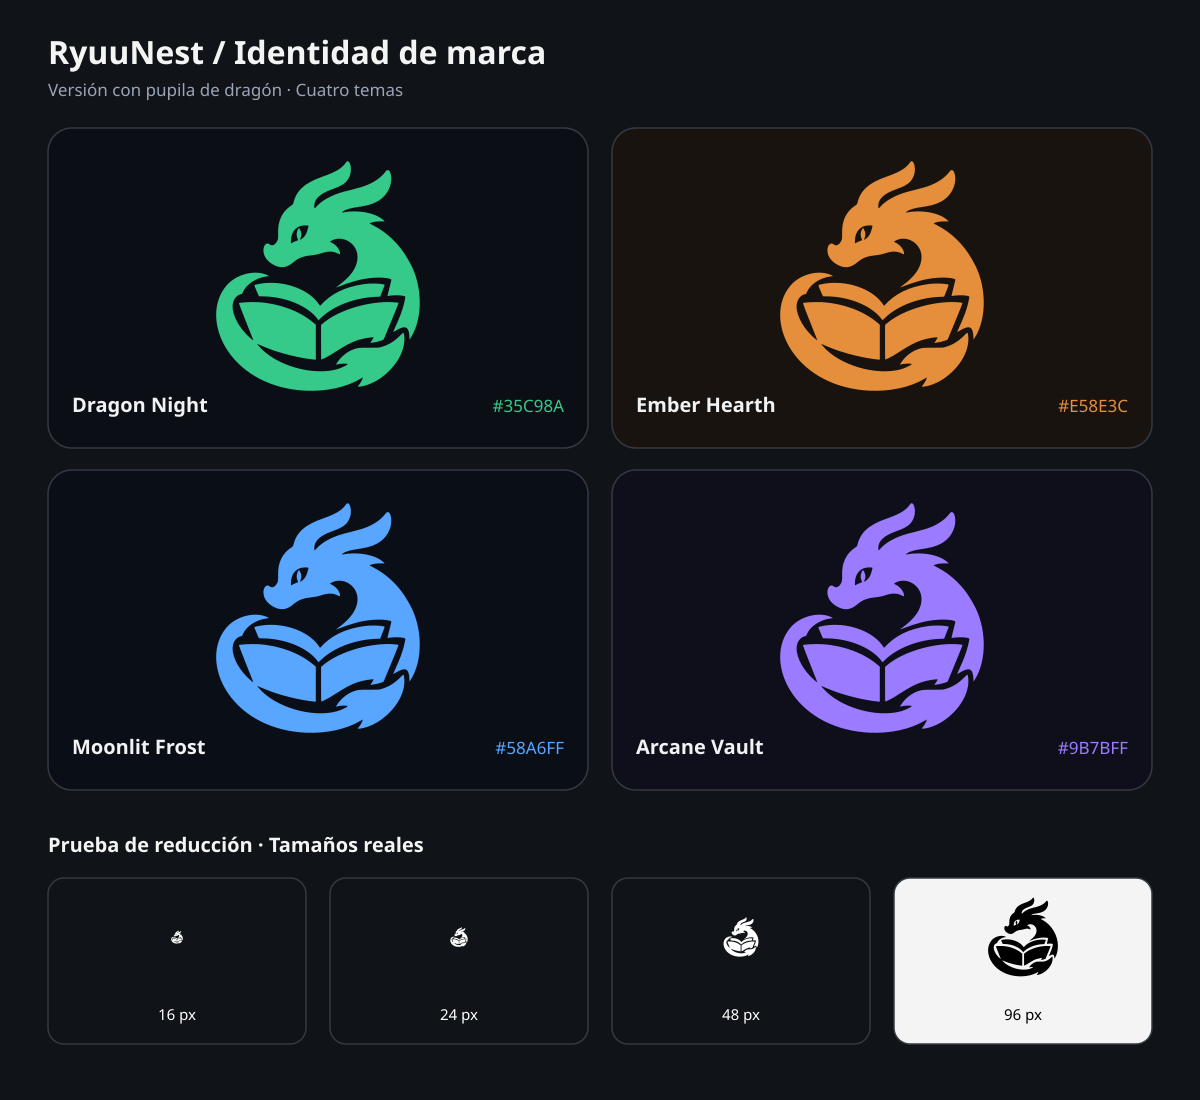 RyuuNest / Identidad de marca
Versión con pupila de dragón · Cuatro temas
Dragon Night
#35C98A
Ember Hearth
#E58E3C
Moonlit Frost
#58A6FF
Arcane Vault
#9B7BFF
Prueba de reducción · Tamaños reales
16 px
24 px
48 px
96 px